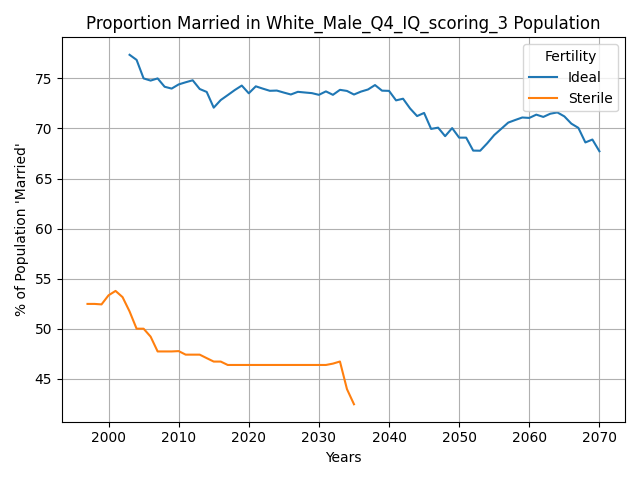 Proportion Married in White_Male_Q4_IQ_scoring_3 Population
% of Population 'Married'
75
70
65
60
55
50
45
Fertility
Ideal
Sterile
2000 2010 2020 2030 2040 2050 2060 2070
Years